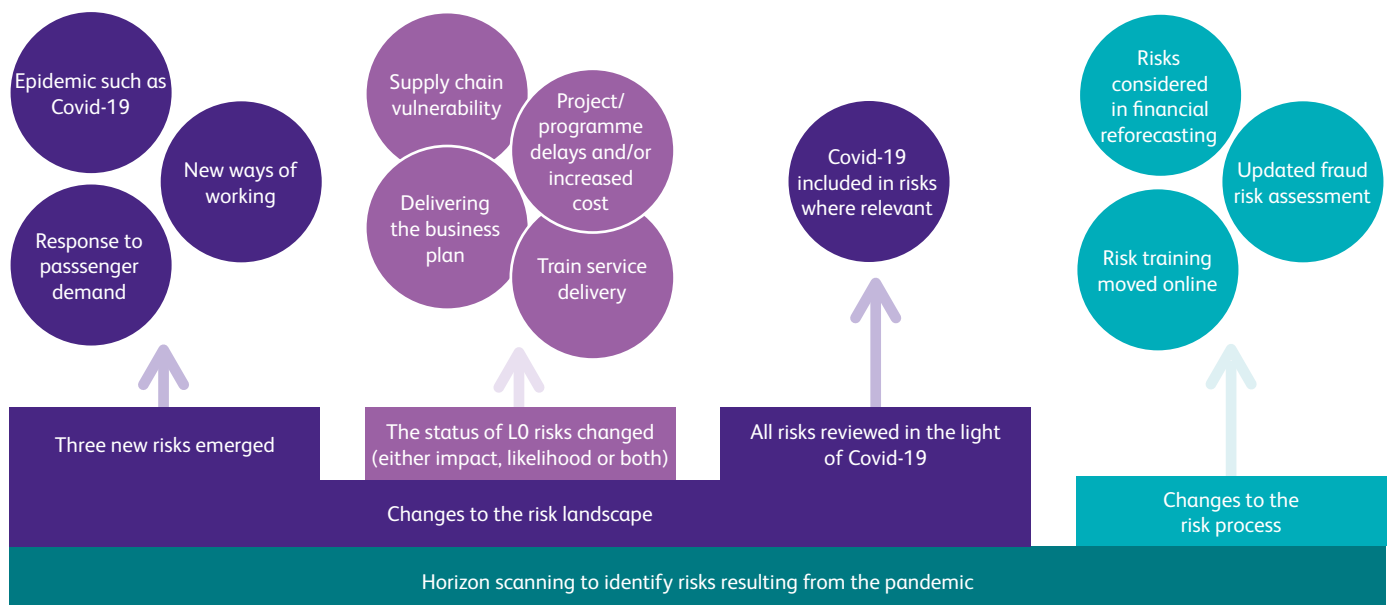 Epidemic such as
Covid-19
New ways of
working
Response to
passsenger
demand
Supply chain
vulnerability
Project/
programme
delays and/or
increased
cost
Delivering
the business
plan
Train service
delivery
Covid-19
included in risks
where relevant
Risks
considered
in financial
reforecasting
Updated fraud
risk assessment
Risk training
moved online
Three new risks emerged
The status of L0 risks changed
(either impact, likelihood or both)
All risks reviewed in the light
of Covid-19
Changes to the risk landscape
Changes to the
risk process
Horizon scanning to identify risks resulting from the pandemic